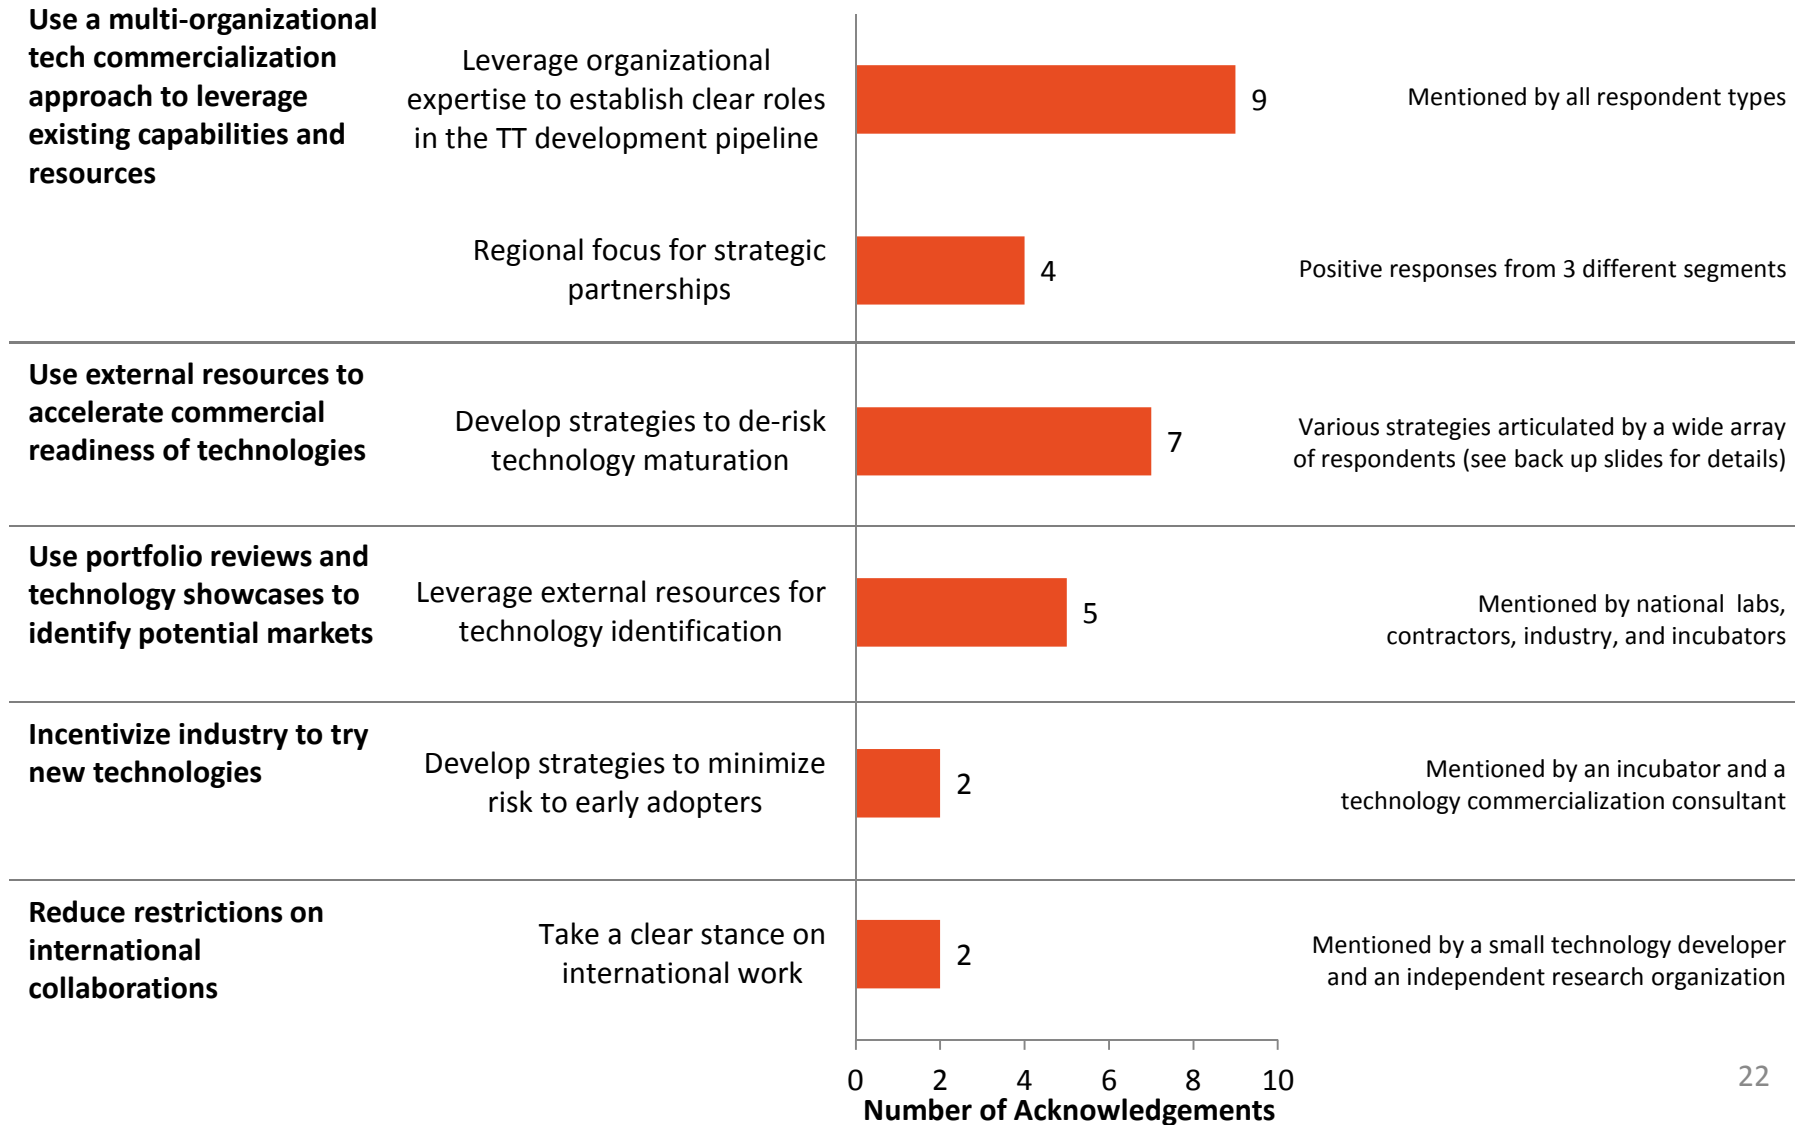 Use a multi-organizational
tech commercialization
approach to leverage
existing capabilities and
resources
Leverage organizational
expertise to establish clear roles
in the TT development pipeline
9
Mentioned by all respondent types
Regional focus for strategic
partnerships
4
Positive responses from 3 different segments
Use external resources to
accelerate commercial
readiness of technologies
Develop strategies to de-risk
technology maturation
7
Various strategies articulated by a wide array
of respondents (see back up slides for details)
Use portfolio reviews and
technology showcases to
identify potential markets
Leverage external resources for
technology identification
5
Mentioned by national  labs,
contractors, industry, and incubators
Incentivize industry to try
new technologies
Develop strategies to minimize
risk to early adopters
2
Mentioned by an incubator and a
technology commercialization consultant
Reduce restrictions on
international
collaborations
Take a clear stance on
international work
2
Mentioned by a small technology developer
and an independent research organization
0 2 4 6 8 10
Number of Acknowledgements
22